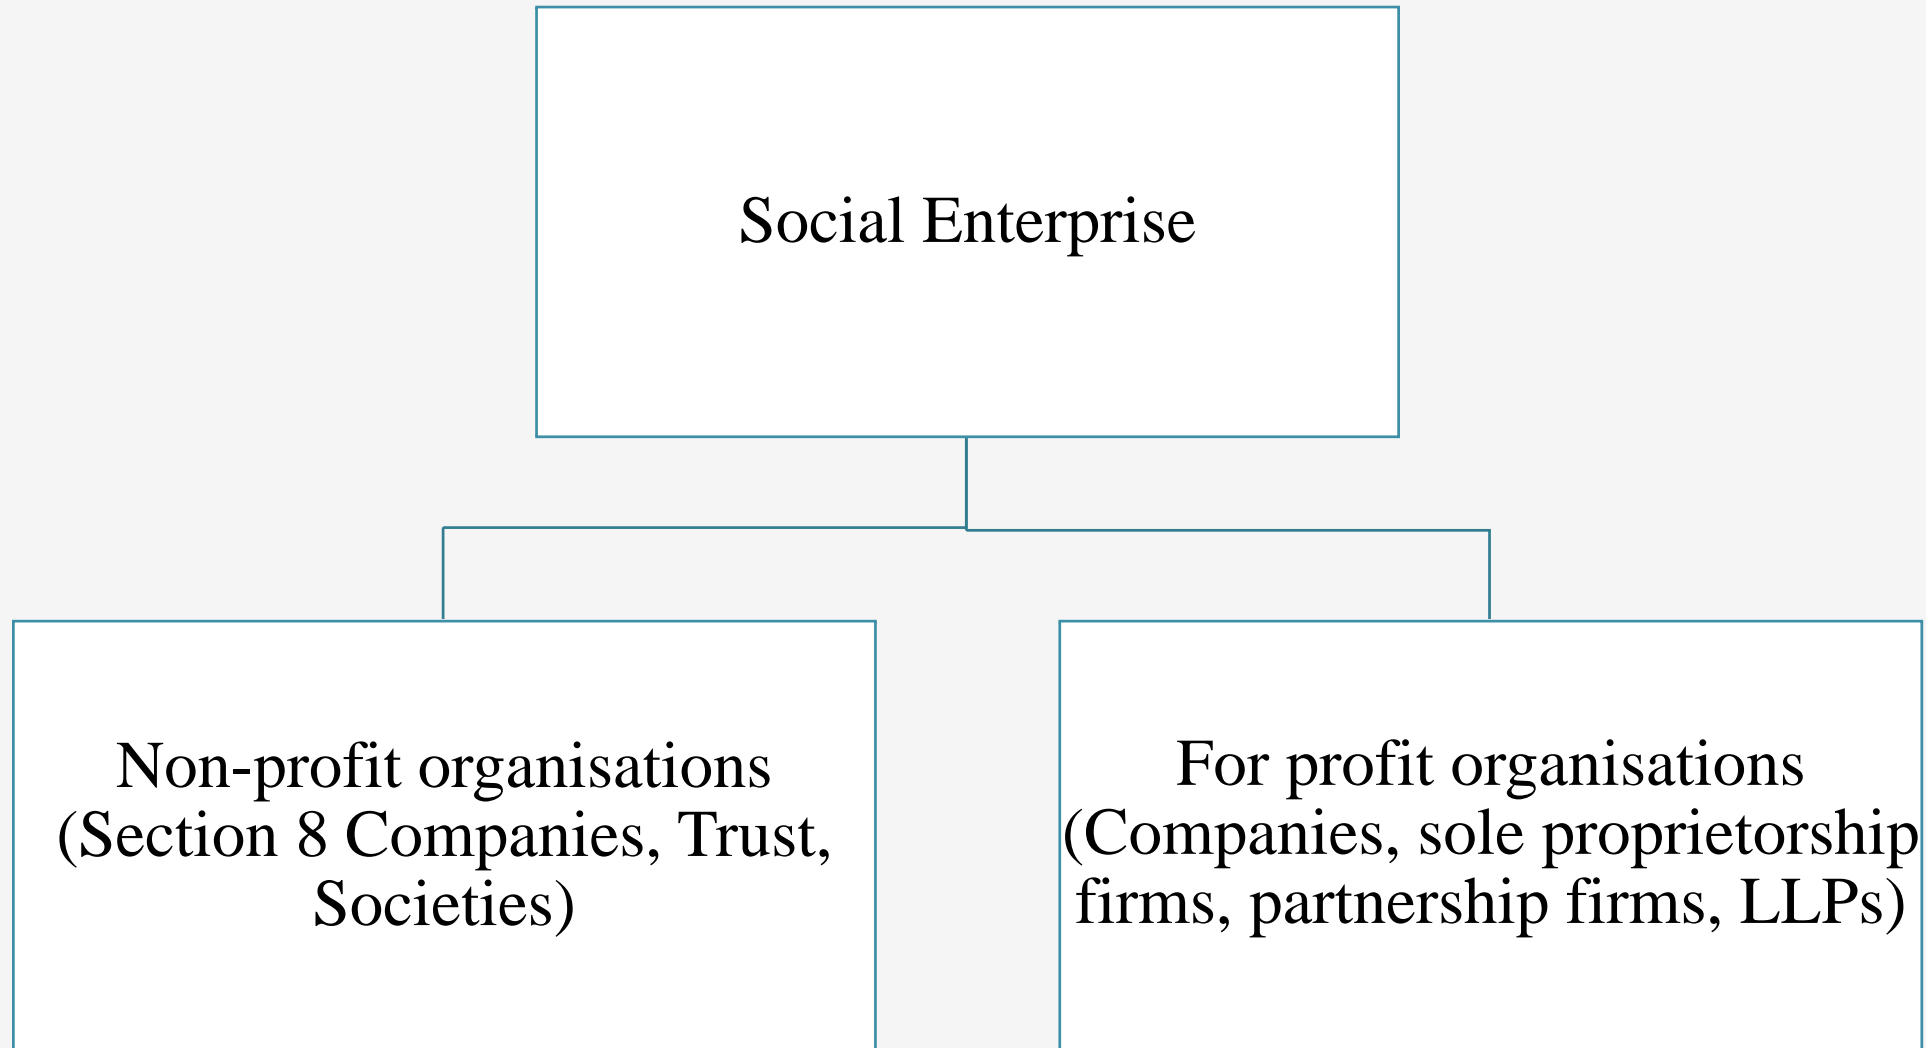 Social Enterprise
Non-profit organisations
(Section 8 Companies, Trust,
Societies)
For profit organisations
(Companies, sole proprietorship
firms, partnership firms, LLPs)